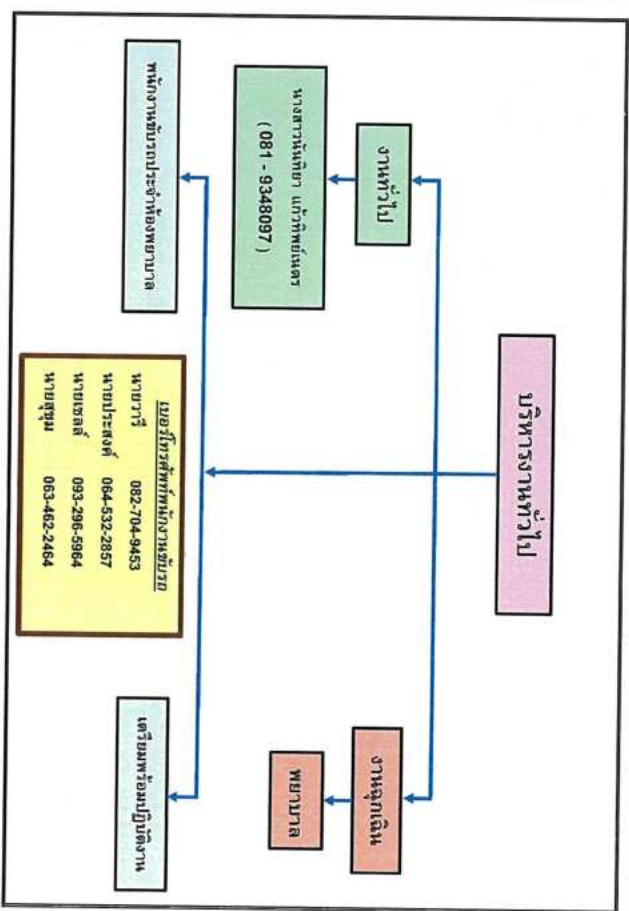 บริหารงานทั่วไป
งานทั่วไป
งานฉุกเฉิน
นางสาวนันทิยา แก้วทิพย์เนตร
( 081 - 9348097 )
พยาบาล
พนักงานขับรถประจำห้องพยาบาล
เตรียมพร้อมปฏิบัติงาน
เบอร์โทรศัพท์พนักงานขับรถ
นายวารี 082-704-9453
นายประสงค์ 064-532-2857
นายเชลล์ 093-296-5964
นายสุขุม 063-462-2464